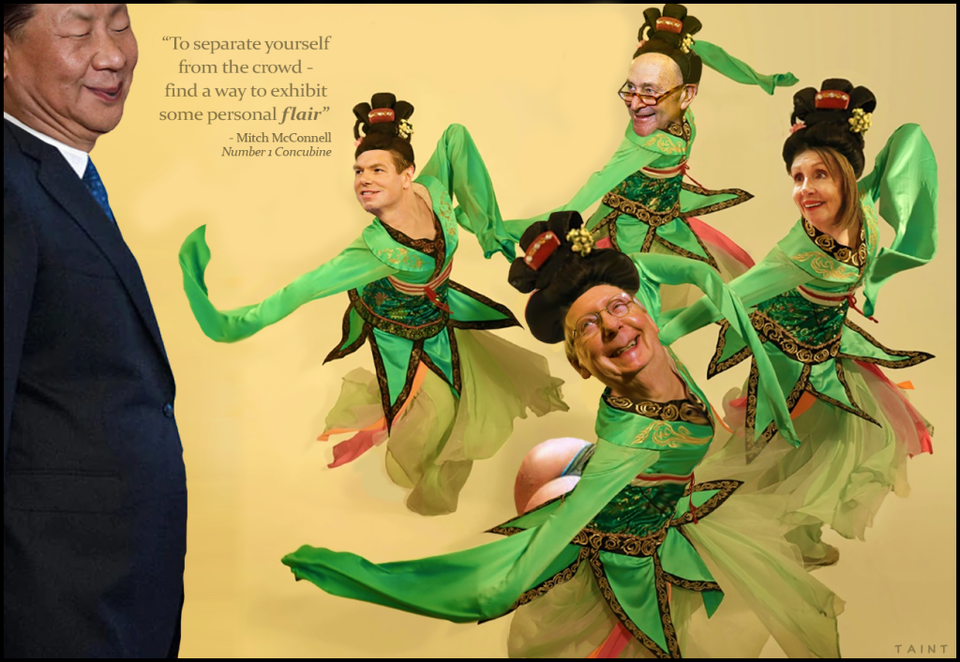 “To separate yourself
from the crowd -
find a way to exhibit
some personal flair”
- Mitch McConnell
Number 1 Concubine
TAINT